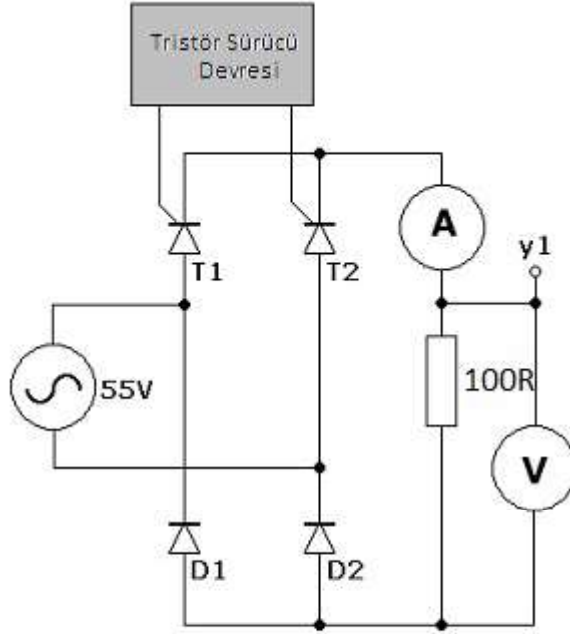 Tristör Sürücü
Devresi
A
y1
T1
T2
55V
100R
V
D1
D2